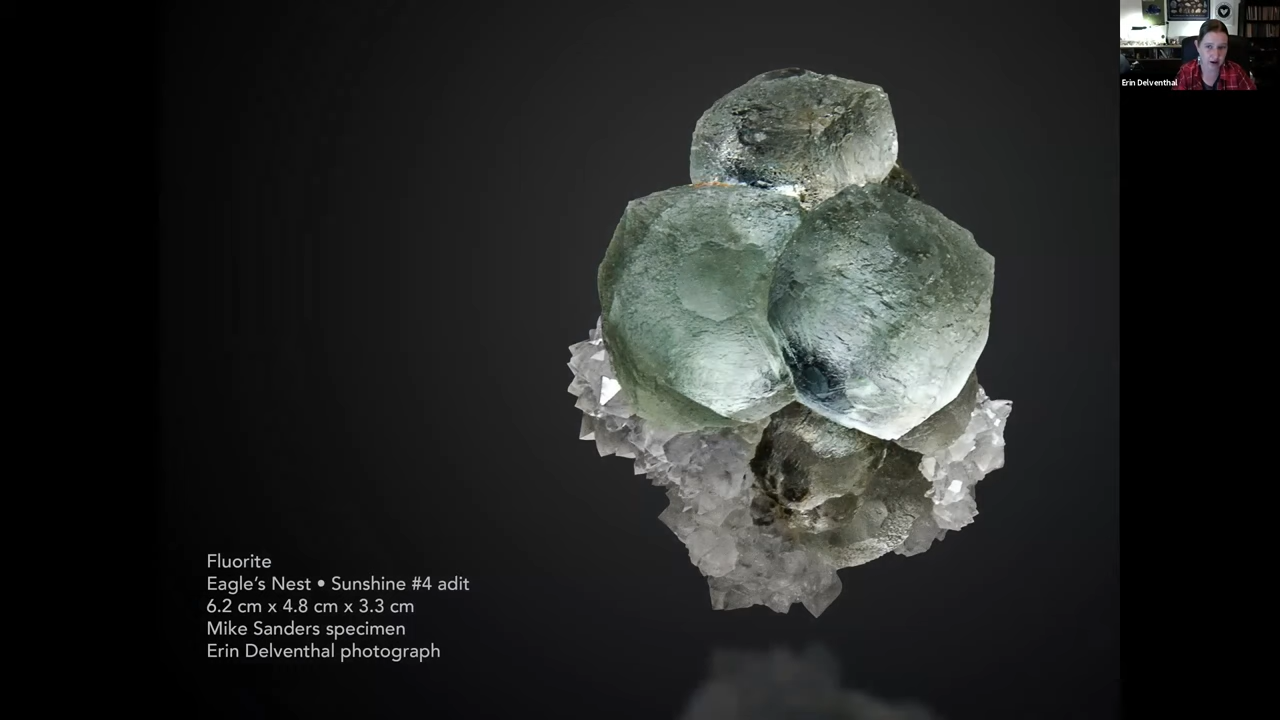 Erin Delventhal
Fluorite
Eagle's Nest • Sunshine #4 adit
6.2 cm x 4.8 cm x 3.3 cm
Mike Sanders specimen
Erin Delventhal photograph